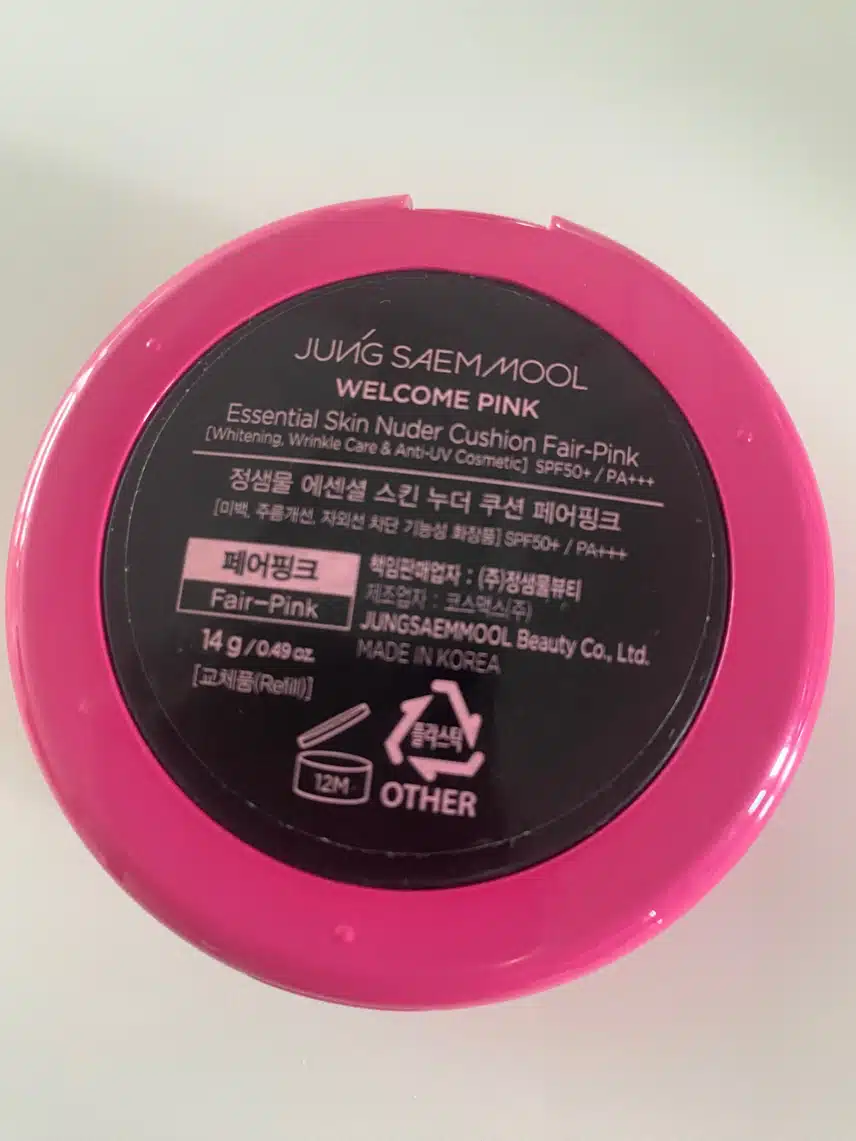 JUNG SAEM MOOL
WELCOME PINK
Essential Skin Nuder Cushion Fair-Pink
[Whitening, Wrinkle Care & Anti-UV Cosmetic] SPF50+ / PA+++
정샘물 에센셜 스킨 누더 쿠션 페어핑크
[미백, 주름개선, 자외선 차단 기능성 화장품] SPF50+ / PA+++
페어핑크
Fair-Pink
14 g / 0.49 oz.
[교체품(Refill)]
책임판매업자 : (주)정샘물뷰티
제조업자 : 코스맥스(주)
JUNGSAEMMOOL Beauty Co., Ltd.
MADE IN KOREA
12M
플라스틱
OTHER